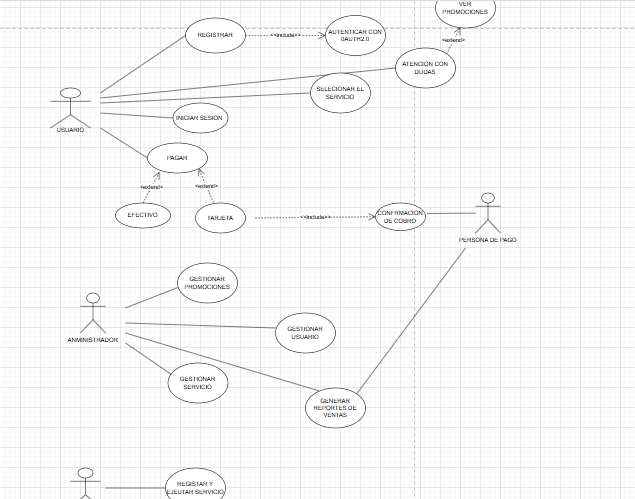 VER
PROMOCIONES
REGISTRAR
<<include>>
AUTENTICAR CON
0AUTH2.0
<extend>
ATENCION CON
DUDAS
SELECIONAR EL
SERVICIO
USUARIO
INICIAR SESION
PAGAR
<extend>
<extend>
EFECTIVO
TARJETA
<<include>>
CONFRMACION
DE COBRO
PERSONA DE PAGO
GESTIONAR
PROMOCIONES
ANMINISTRADOR
GESTIONAR
USUARIO
GESTIONAR
SERVICIO
GENERAR
REPORTES DE
VENTAS
REGISTAR Y
EJEUTAR SERVICIO